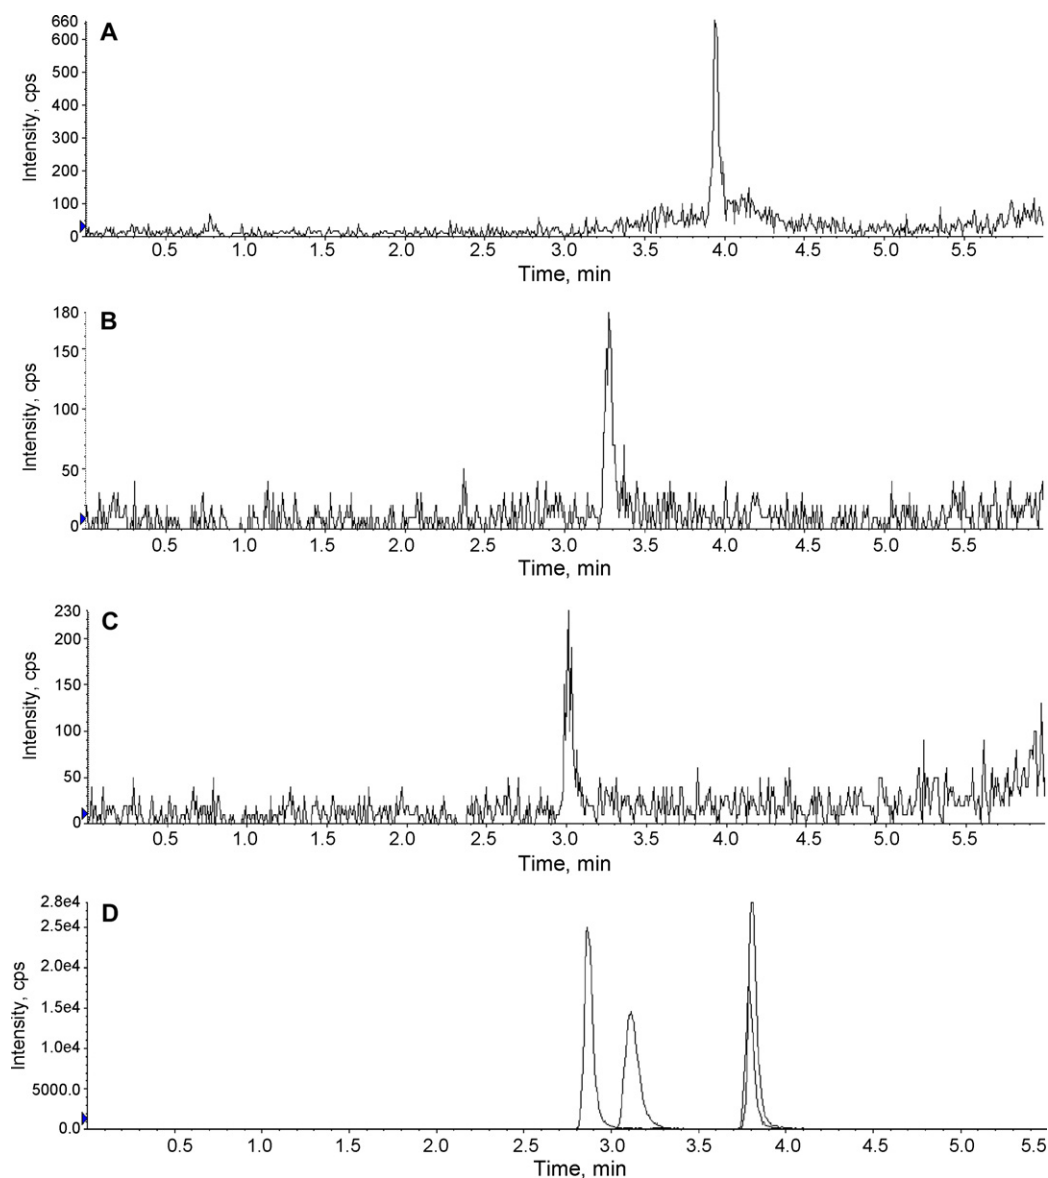 A
Intensity, cps
660
600
500
400
300
200
100
0
0.5 1.0 1.5 2.0 2.5 3.0 3.5 4.0 4.5 5.0 5.5
Time, min
B
Intensity, cps
180
150
100
50
0
0.5 1.0 1.5 2.0 2.5 3.0 3.5 4.0 4.5 5.0 5.5
Time, min
C
Intensity, cps
230
200
150
100
50
0
0.5 1.0 1.5 2.0 2.5 3.0 3.5 4.0 4.5 5.0 5.5
Time, min
D
Intensity, cps
2.8e4
2.5e4
2.0e4
1.5e4
1.0e4
5000.0
0.0
0.5 1.0 1.5 2.0 2.5 3.0 3.5 4.0 4.5 5.0 5.5
Time, min